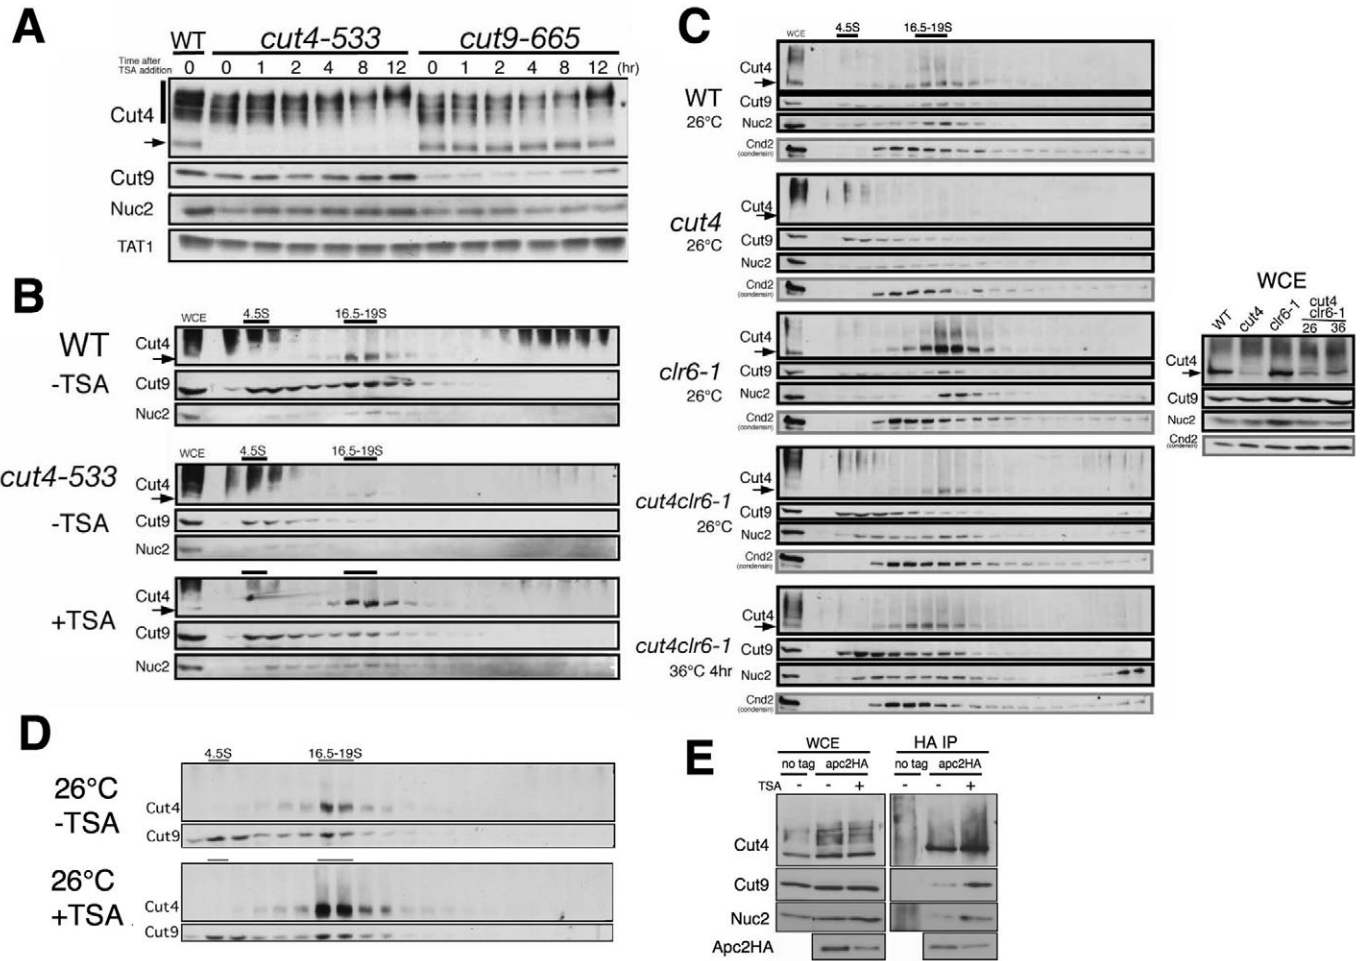 A
WT cut4-533 cut9-665
Time after
TSA addition
0 0 1 2 4 8 12 0 1 2 4 8 12 (hr)
Cut4
Cut9
Nuc2
TAT1
B
WCE 4.5S 16.5-19S
WT
-TSA
Cut4
Cut9
Nuc2
WCE 4.5S 16.5-19S
cut4-533
-TSA
Cut4
Cut9
Nuc2
+TSA
Cut4
Cut9
Nuc2
C
WCE 4.5S 16.5-19S
WT
26°C
Cut4
Cut9
Nuc2
Cnd2
(condensin)
cut4
26°C
Cut4
Cut9
Nuc2
Cnd2
(condensin)
clr6-1
26°C
Cut4
Cut9
Nuc2
Cnd2
(condensin)
cut4clr6-1
26°C
Cut4
Cut9
Nuc2
Cnd2
(condensin)
cut4clr6-1
36°C 4hr
Cut4
Cut9
Nuc2
Cnd2
(condensin)
WCE
WT cut4 clr6-1 cut4
clr6-1
26 36
Cut4
Cut9
Nuc2
Cnd2
(condensin)
D
4.5S 16.5-19S
26°C
-TSA
Cut4
Cut9
26°C
+TSA
Cut4
Cut9
E
WCE HA IP
no tag apc2HA no tag apc2HA
TSA - - + - - +
Cut4
Cut9
Nuc2
Apc2HA